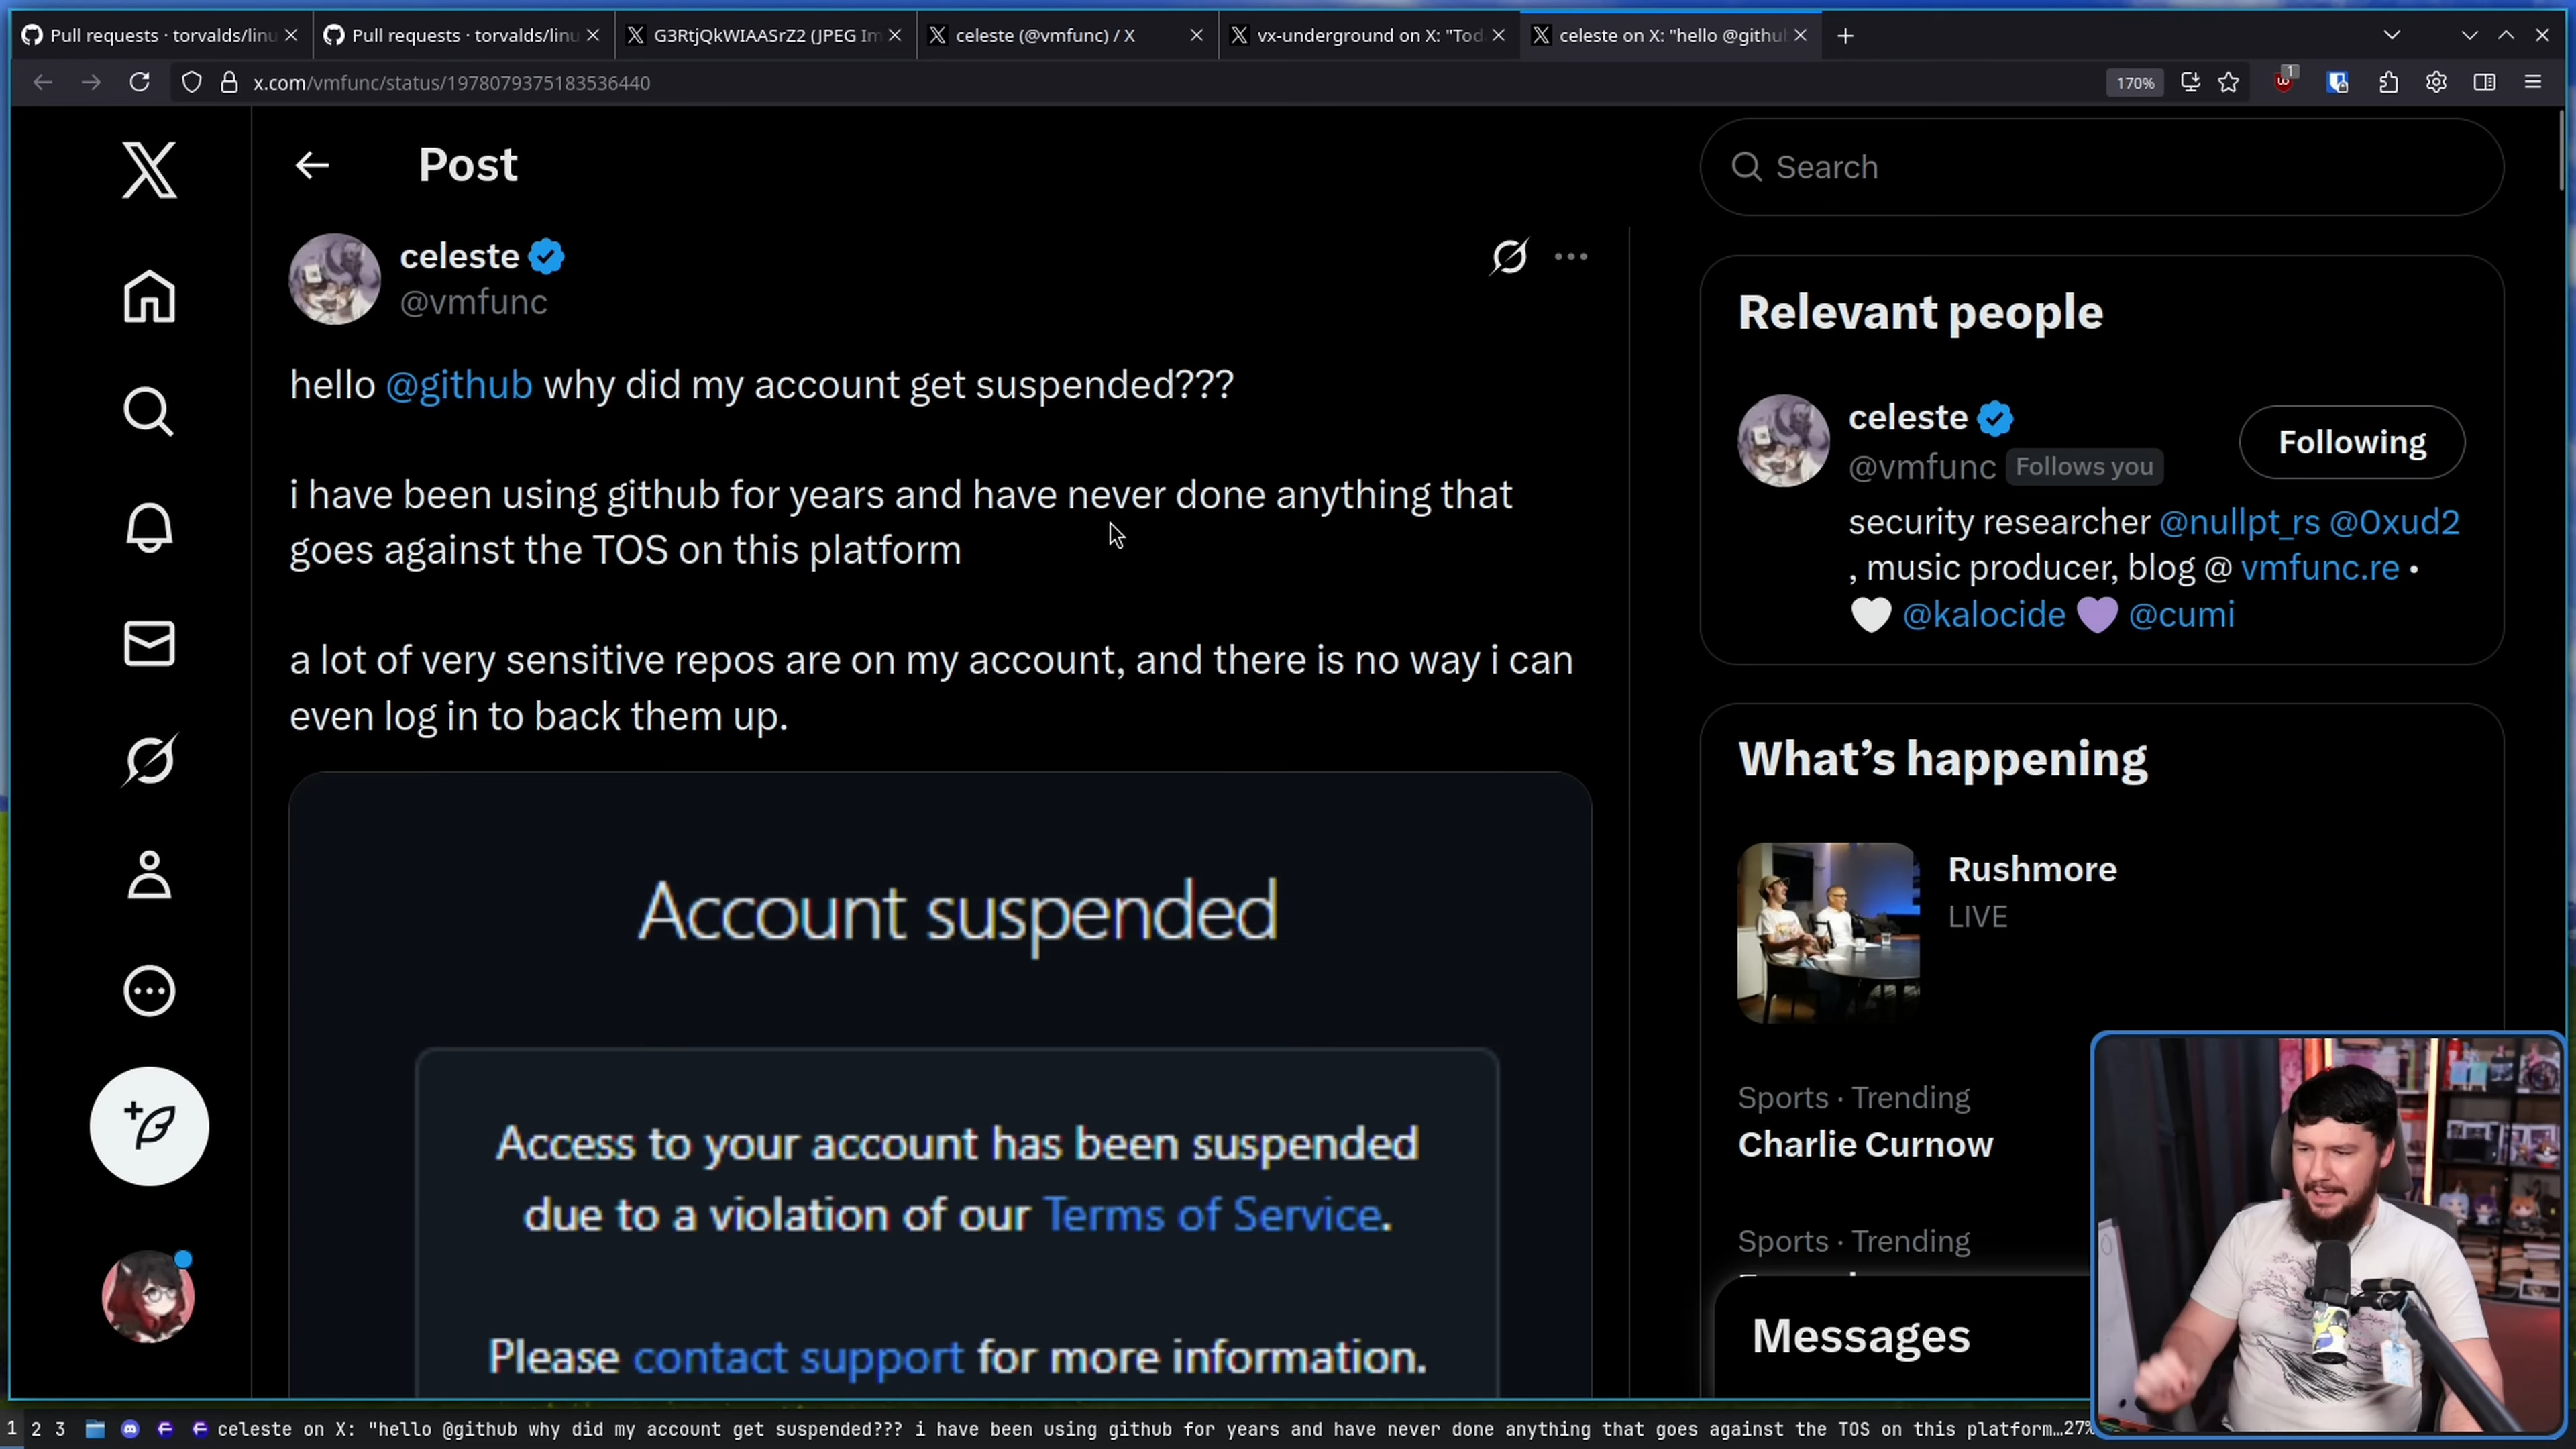 Pull requests · torvalds/linu
Pull requests · torvalds/linu
G3RtjQkWIAASrZ2 (JPEG Im
celeste (@vmfunc) / X
vx-underground on X: "Tod
celeste on X: "hello @githu
x.com/vmfunc/status/1978079375183536440
170%
1
Post
Search
celeste
@vmfunc
hello @github why did my account get suspended???
i have been using github for years and have never done anything that
goes against the TOS on this platform
a lot of very sensitive repos are on my account, and there is no way i can
even log in to back them up.
Account suspended
Access to your account has been suspended
due to a violation of our Terms of Service.
Please contact support for more information.
Relevant people
celeste
@vmfunc Follows you
Following
security researcher @nullpt_rs @0xud2
, music producer, blog @ vmfunc.re •
@kalocide @cumi
What's happening
Rushmore
LIVE
Sports · Trending
Charlie Curnow
Sports · Trending
Messages
1 2 3 celeste on X: "hello @github why did my account get suspended??? i have been using github for years and have never done anything that goes against the TOS on this platform…27%